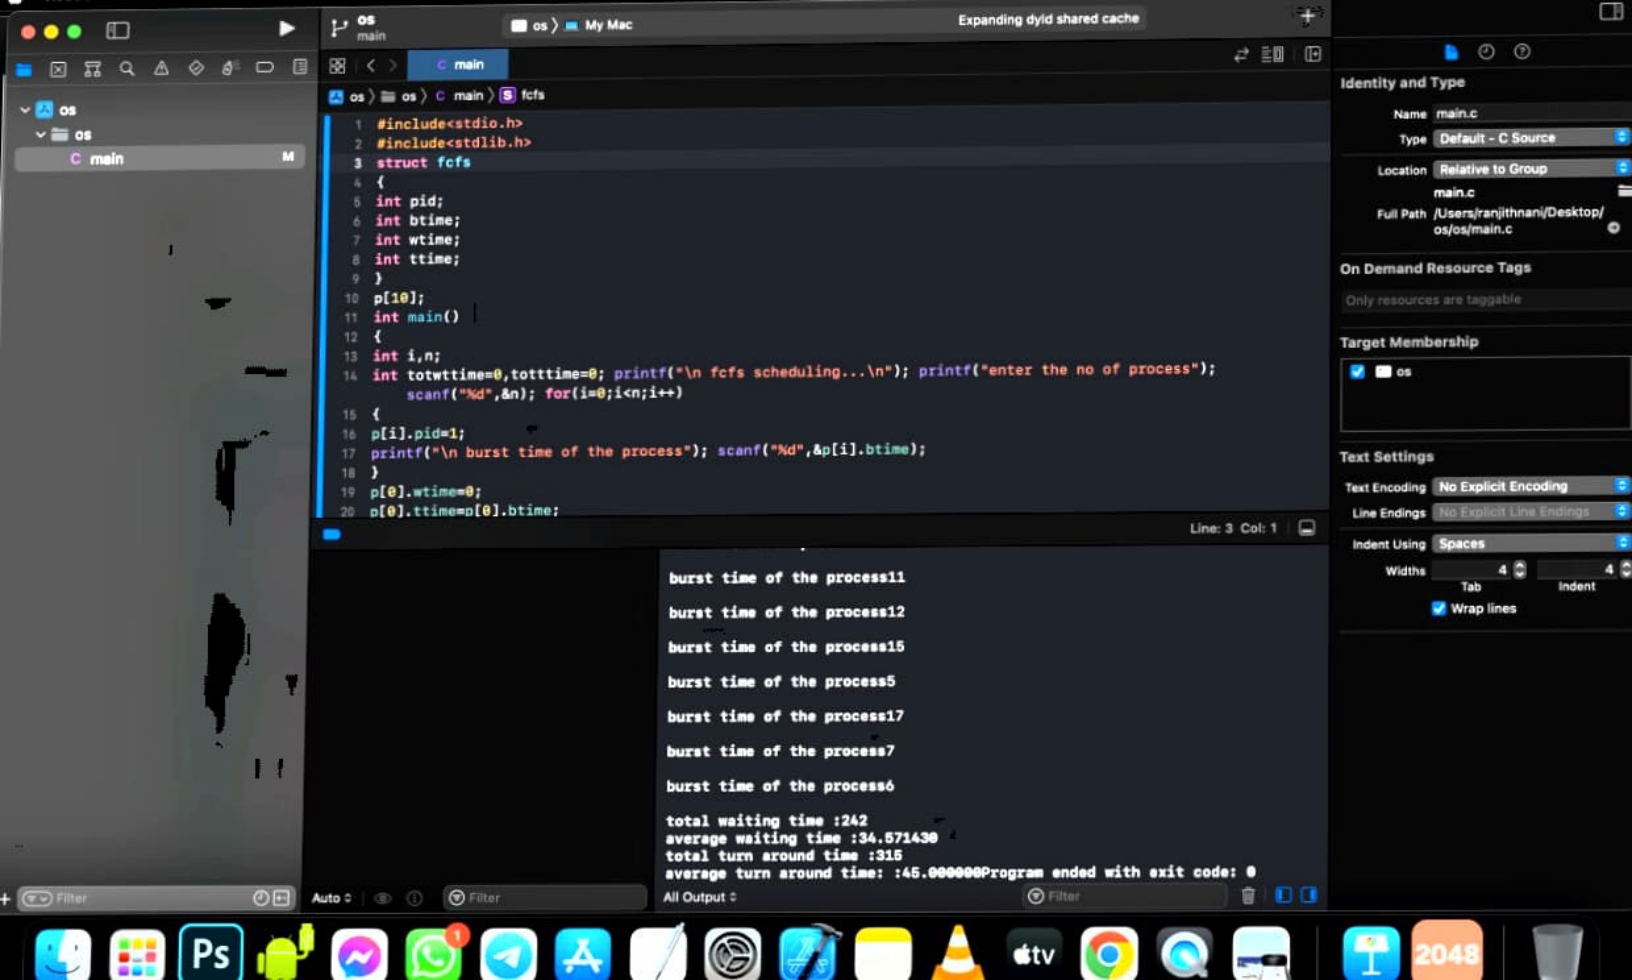 os
main
os
My Mac
Expanding dyld shared cache
main
os
os
main
fcfs
os
os
main
M
1 #include<stdio.h>
2 #include<stdlib.h>
3 struct fcfs
4 {
5 int pid;
6 int btime;
7 int wtime;
8 int ttime;
9 }
10 p[10];
11 int main()
12 {
13 int i,n;
14 int totwttime=0,totttime=0; printf("\n fcfs scheduling...\n"); printf("enter the no of process");
scanf("%d",&n); for(i=0;i<n;i++)
15 {
16 p[i].pid=1;
17 printf("\n burst time of the process"); scanf("%d",&p[i].btime);
18 }
19 p[0].wtime=0;
20 p[0].ttime=p[0].btime;
Line: 3 Col: 1
burst time of the process11
burst time of the process12
burst time of the process15
burst time of the process5
burst time of the process17
burst time of the process7
burst time of the process6
total waiting time :242
average waiting time :34.571430
total turn around time :315
average turn around time: :45.000000Program ended with exit code: 0
Filter
Auto
Filter
All Output
Filter
Identity and Type
Name main.c
Type Default - C Source
Location Relative to Group
main.c
Full Path /Users/ranjithnani/Desktop/
os/os/main.c
On Demand Resource Tags
Only resources are taggable
Target Membership
os
Text Settings
Text Encoding No Explicit Encoding
Line Endings No Explicit Line Endings
Indent Using Spaces
Widths 4 4
Tab Indent
Wrap lines
Ps
1
tv
2048